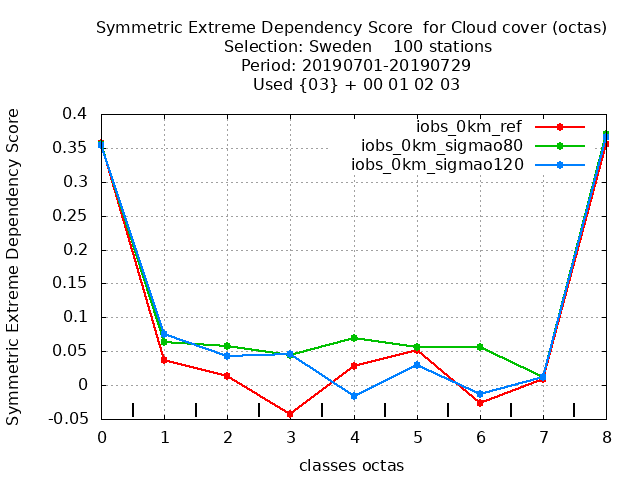 Symmetric Extreme Dependency Score  for Cloud cover (octas)
Selection: Sweden    100 stations
Period: 20190701-20190729
Used {03} + 00 01 02 03
Symmetric Extreme Dependency Score
0.4
0.35
0.3
0.25
0.2
0.15
0.1
0.05
0
-0.05
iobs_0km_ref
iobs_0km_sigmao80
iobs_0km_sigmao120
0 1 2 3 4 5 6 7 8
classes octas